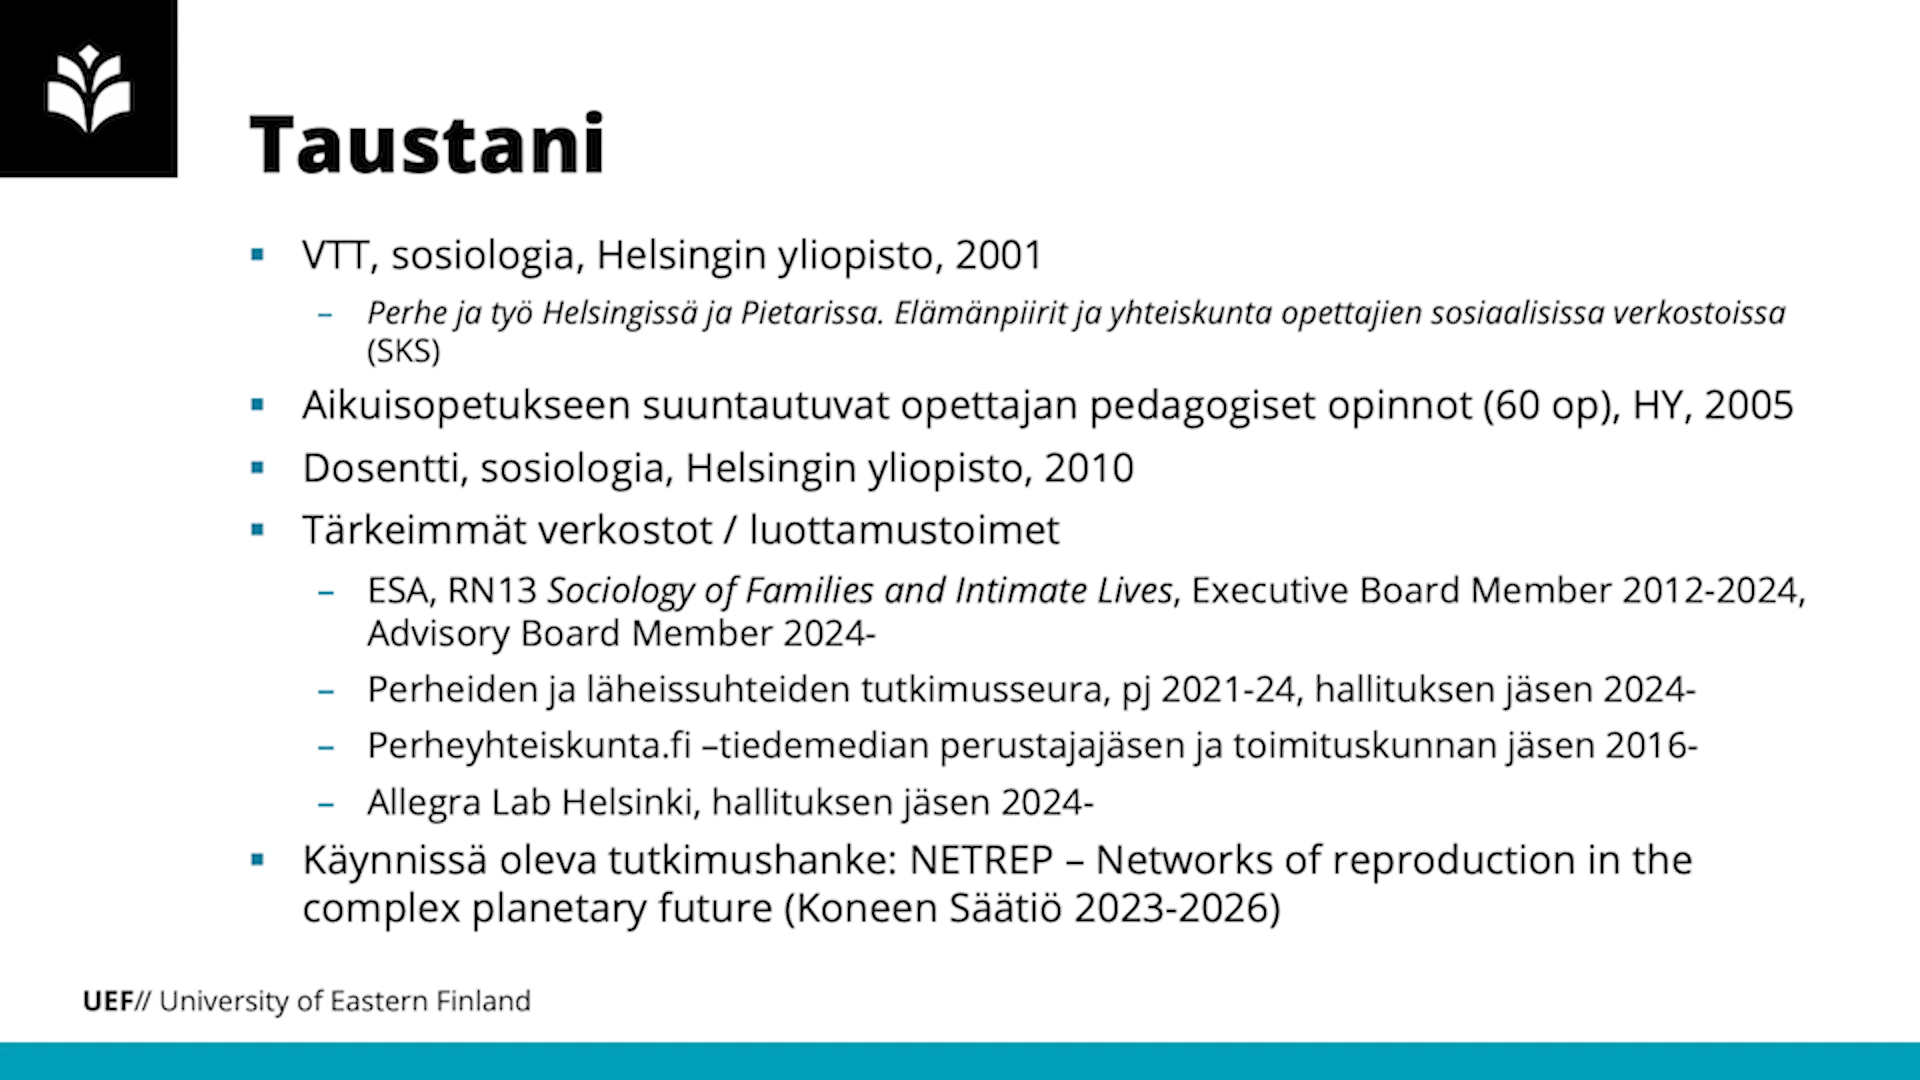 Taustani
▪ VTT, sosiologia, Helsingin yliopisto, 2001
– Perhe ja työ Helsingissä ja Pietarissa. Elämänpiirit ja yhteiskunta opettajien sosiaalisissa verkostoissa
(SKS)
▪ Aikuisopetukseen suuntautuvat opettajan pedagogiset opinnot (60 op), HY, 2005
▪ Dosentti, sosiologia, Helsingin yliopisto, 2010
▪ Tärkeimmät verkostot / luottamustoimet
– ESA, RN13 Sociology of Families and Intimate Lives, Executive Board Member 2012-2024,
Advisory Board Member 2024-
– Perheiden ja läheissuhteiden tutkimusseura, pj 2021-24, hallituksen jäsen 2024-
– Perheyhteiskunta.fi –tiedemedian perustajajäsen ja toimituskunnan jäsen 2016-
– Allegra Lab Helsinki, hallituksen jäsen 2024-
▪ Käynnissä oleva tutkimushanke: NETREP – Networks of reproduction in the
complex planetary future (Koneen Säätiö 2023-2026)
UEF// University of Eastern Finland